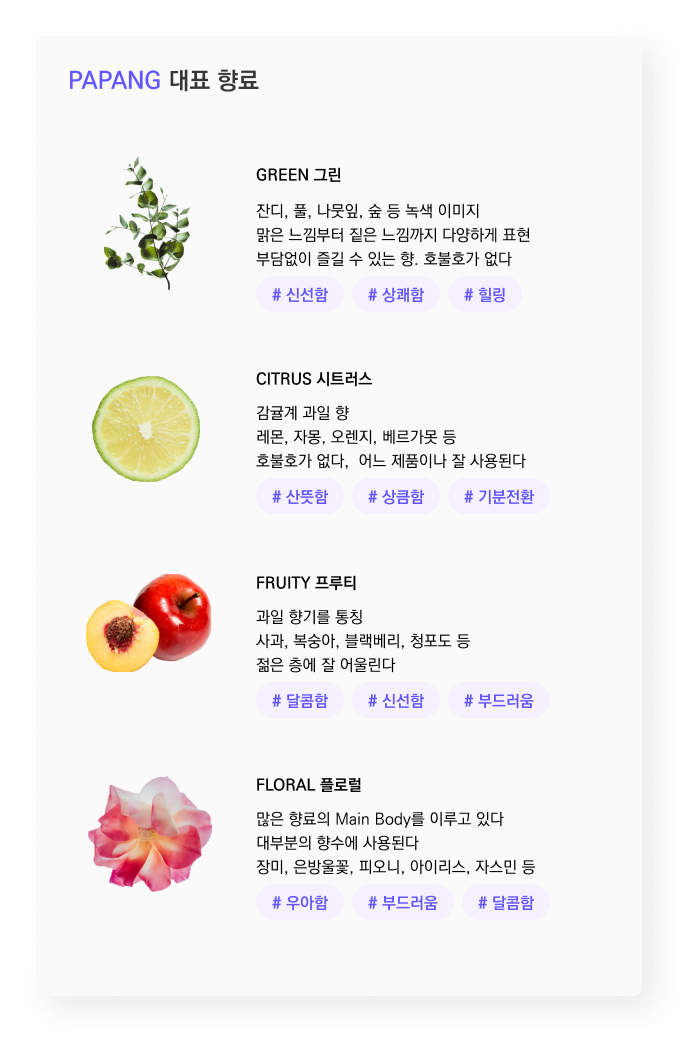 PAPANG 대표 향료
GREEN 그린
잔디, 풀, 나뭇잎, 숲 등 녹색 이미지
맑은 느낌부터 짙은 느낌까지 다양하게 표현
부담없이 즐길 수 있는 향. 호불호가 없다
# 신선함 # 상쾌함 # 힐링
CITRUS 시트러스
감귤계 과일 향
레몬, 자몽, 오렌지, 베르가못 등
호불호가 없다, 어느 제품이나 잘 사용된다
# 산뜻함 # 상큼함 # 기분전환
FRUITY 프루티
과일 향기를 통칭
사과, 복숭아, 블랙베리, 청포도 등
젊은 층에 잘 어울린다
# 달콤함 # 신선함 # 부드러움
FLORAL 플로럴
많은 향료의 Main Body를 이루고 있다
대부분의 향수에 사용된다
장미, 은방울꽃, 피오니, 아이리스, 자스민 등
# 우아함 # 부드러움 # 달콤함